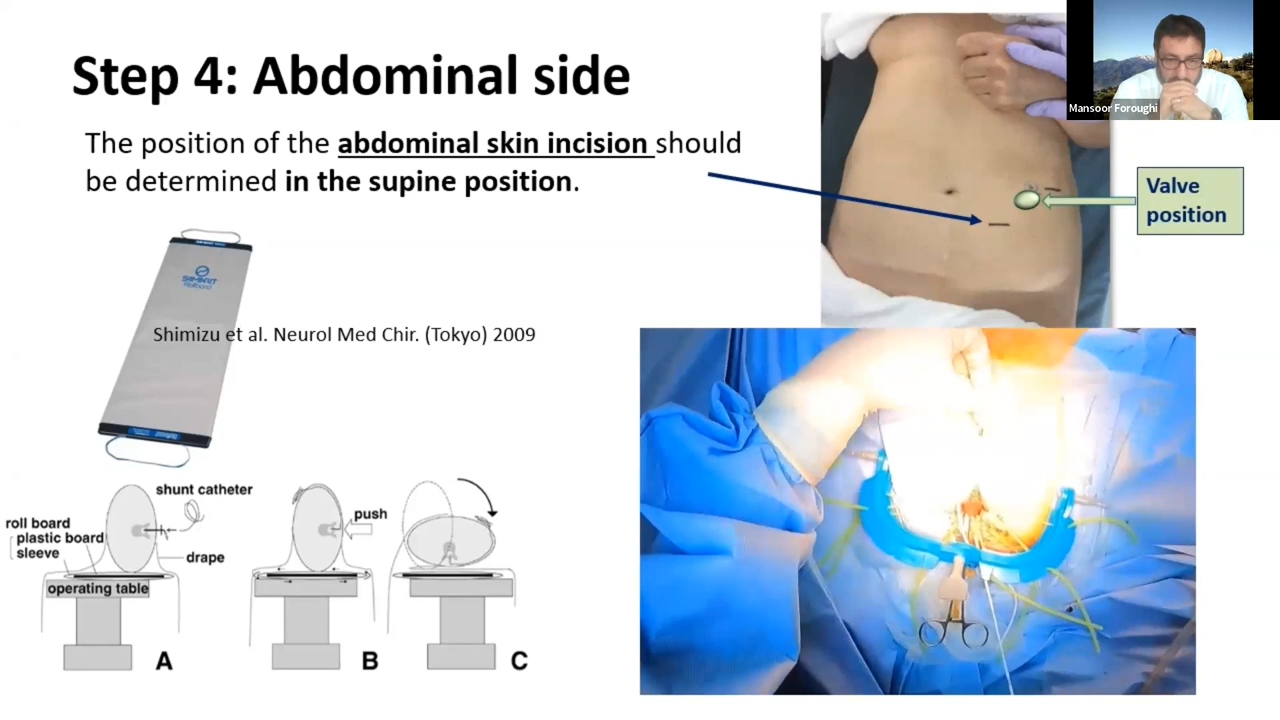 Step 4: Abdominal side
Mansoor Foroughi
The position of the abdominal skin incision should
be determined in the supine position.
Valve
position
Shimizu et al. Neurol Med Chir. (Tokyo) 2009
shunt catheter
roll board
plastic board
sleeve
drape
operating table
push
A
B
C